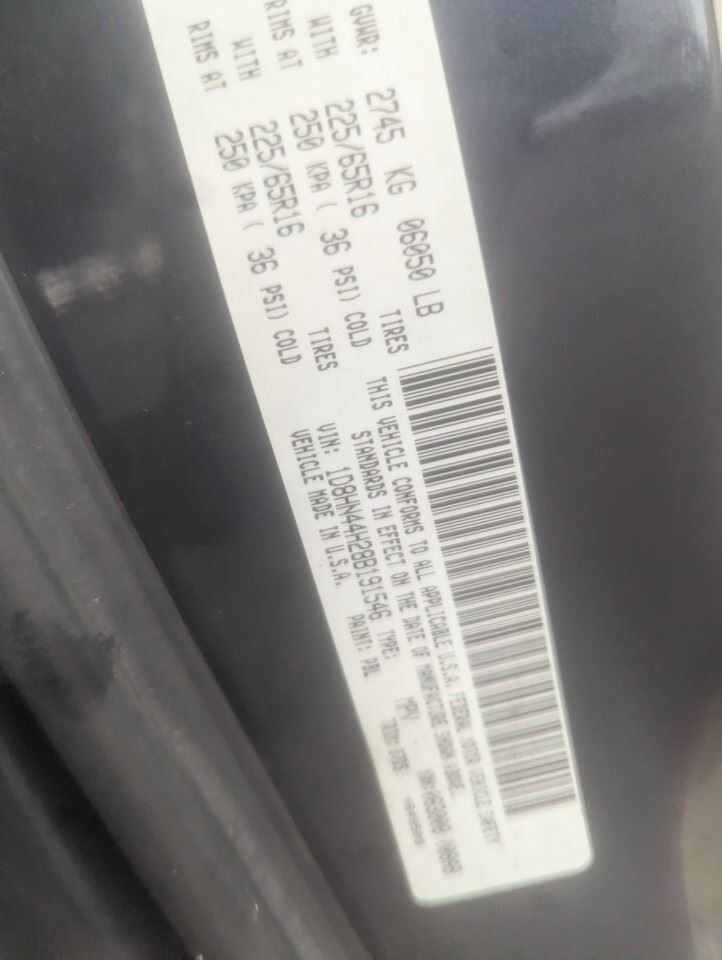 GVWR: 2745 KG 06050 LB
WITH 225/65R16 TIRES
RIMS AT 250 KPA ( 36 PSI) COLD
WITH 225/65R16 TIRES
RIMS AT 250 KPA ( 36 PSI) COLD
THIS VEHICLE CONFORMS TO ALL APPLICABLE U.S.A. FEDERAL MOTOR VEHICLE SAFETY
STANDARDS IN EFFECT ON THE DATE OF MANUFACTURE SHOWN ABOVE.
VIN: 1D8HN44H28B191546 TYPE: MPV
VEHICLE MADE IN U.S.A. PAINT: PBL